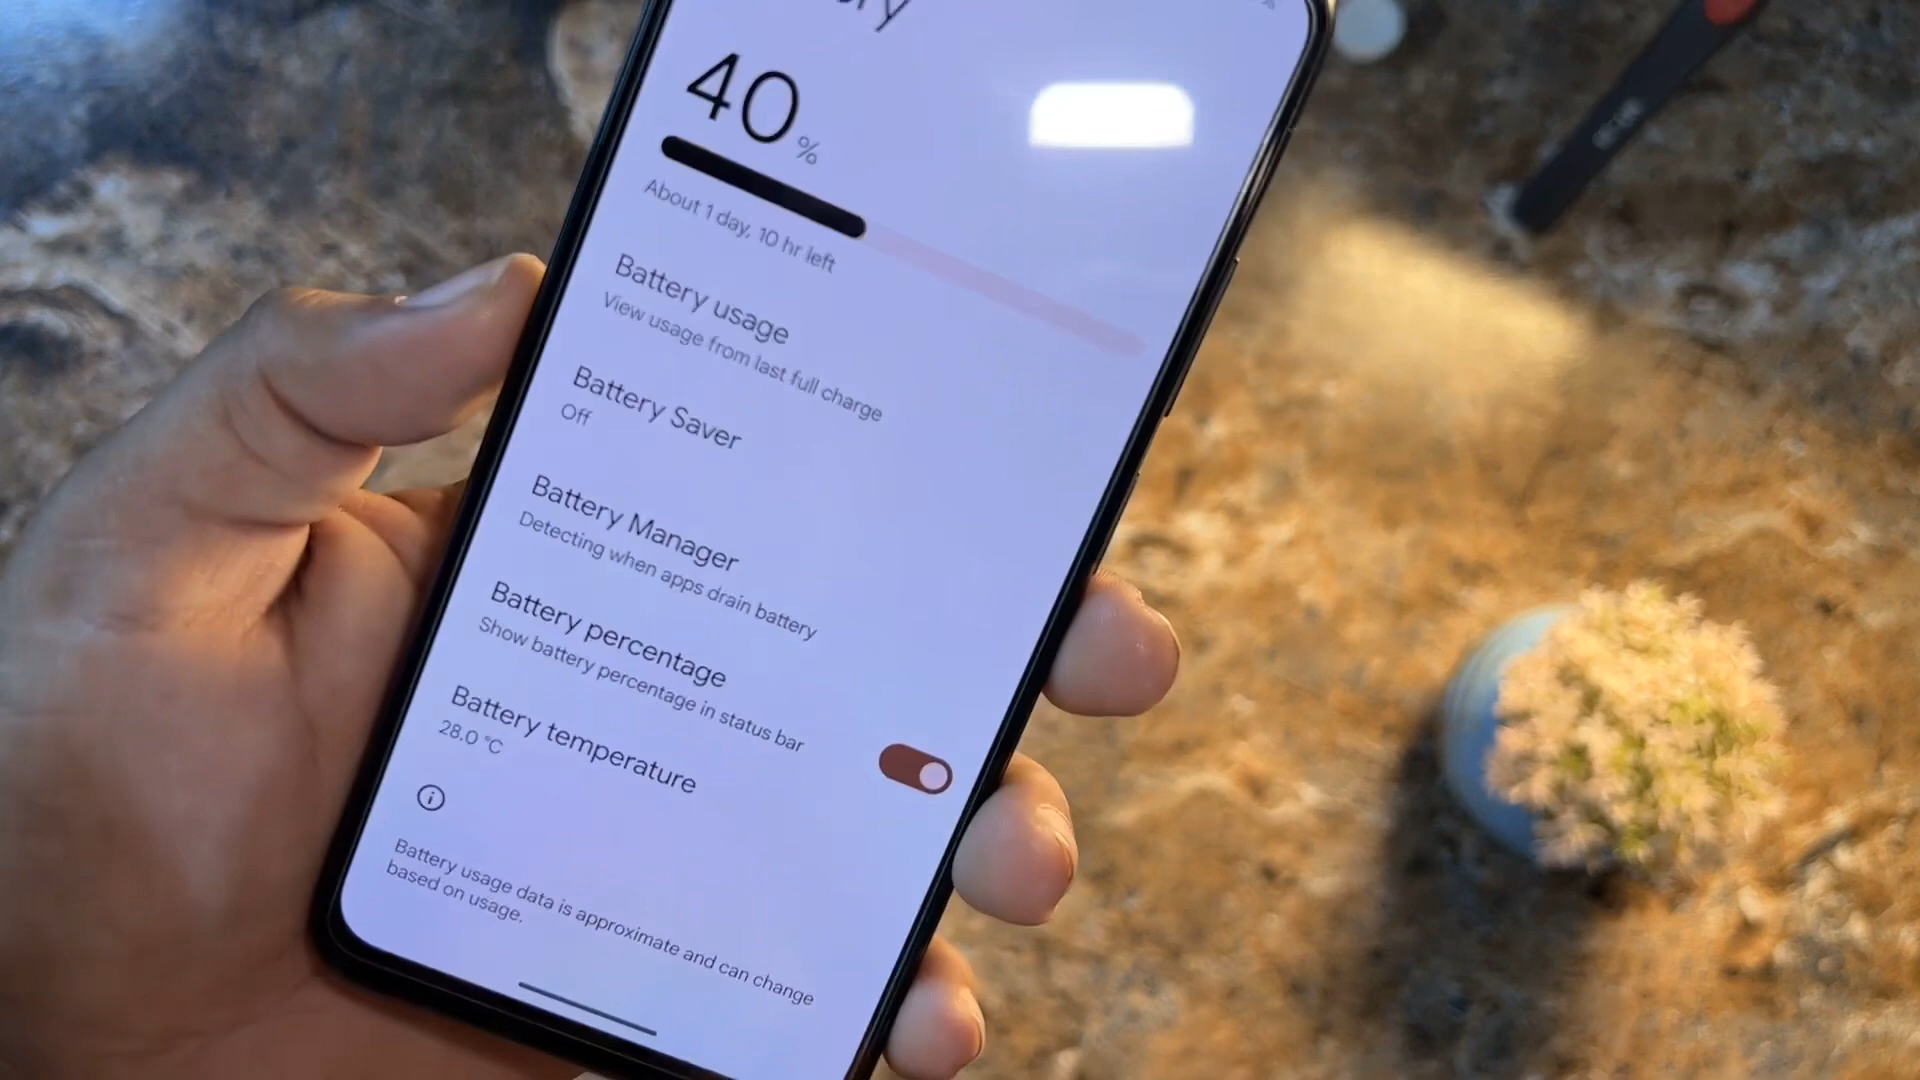 40%
About 1 day, 10 hr left
Battery usage
View usage from last full charge
Battery Saver
Off
Battery Manager
Detecting when apps drain battery
Battery percentage
Show battery percentage in status bar
Battery temperature
28.0 °C
Battery usage data is approximate and can change
based on usage.